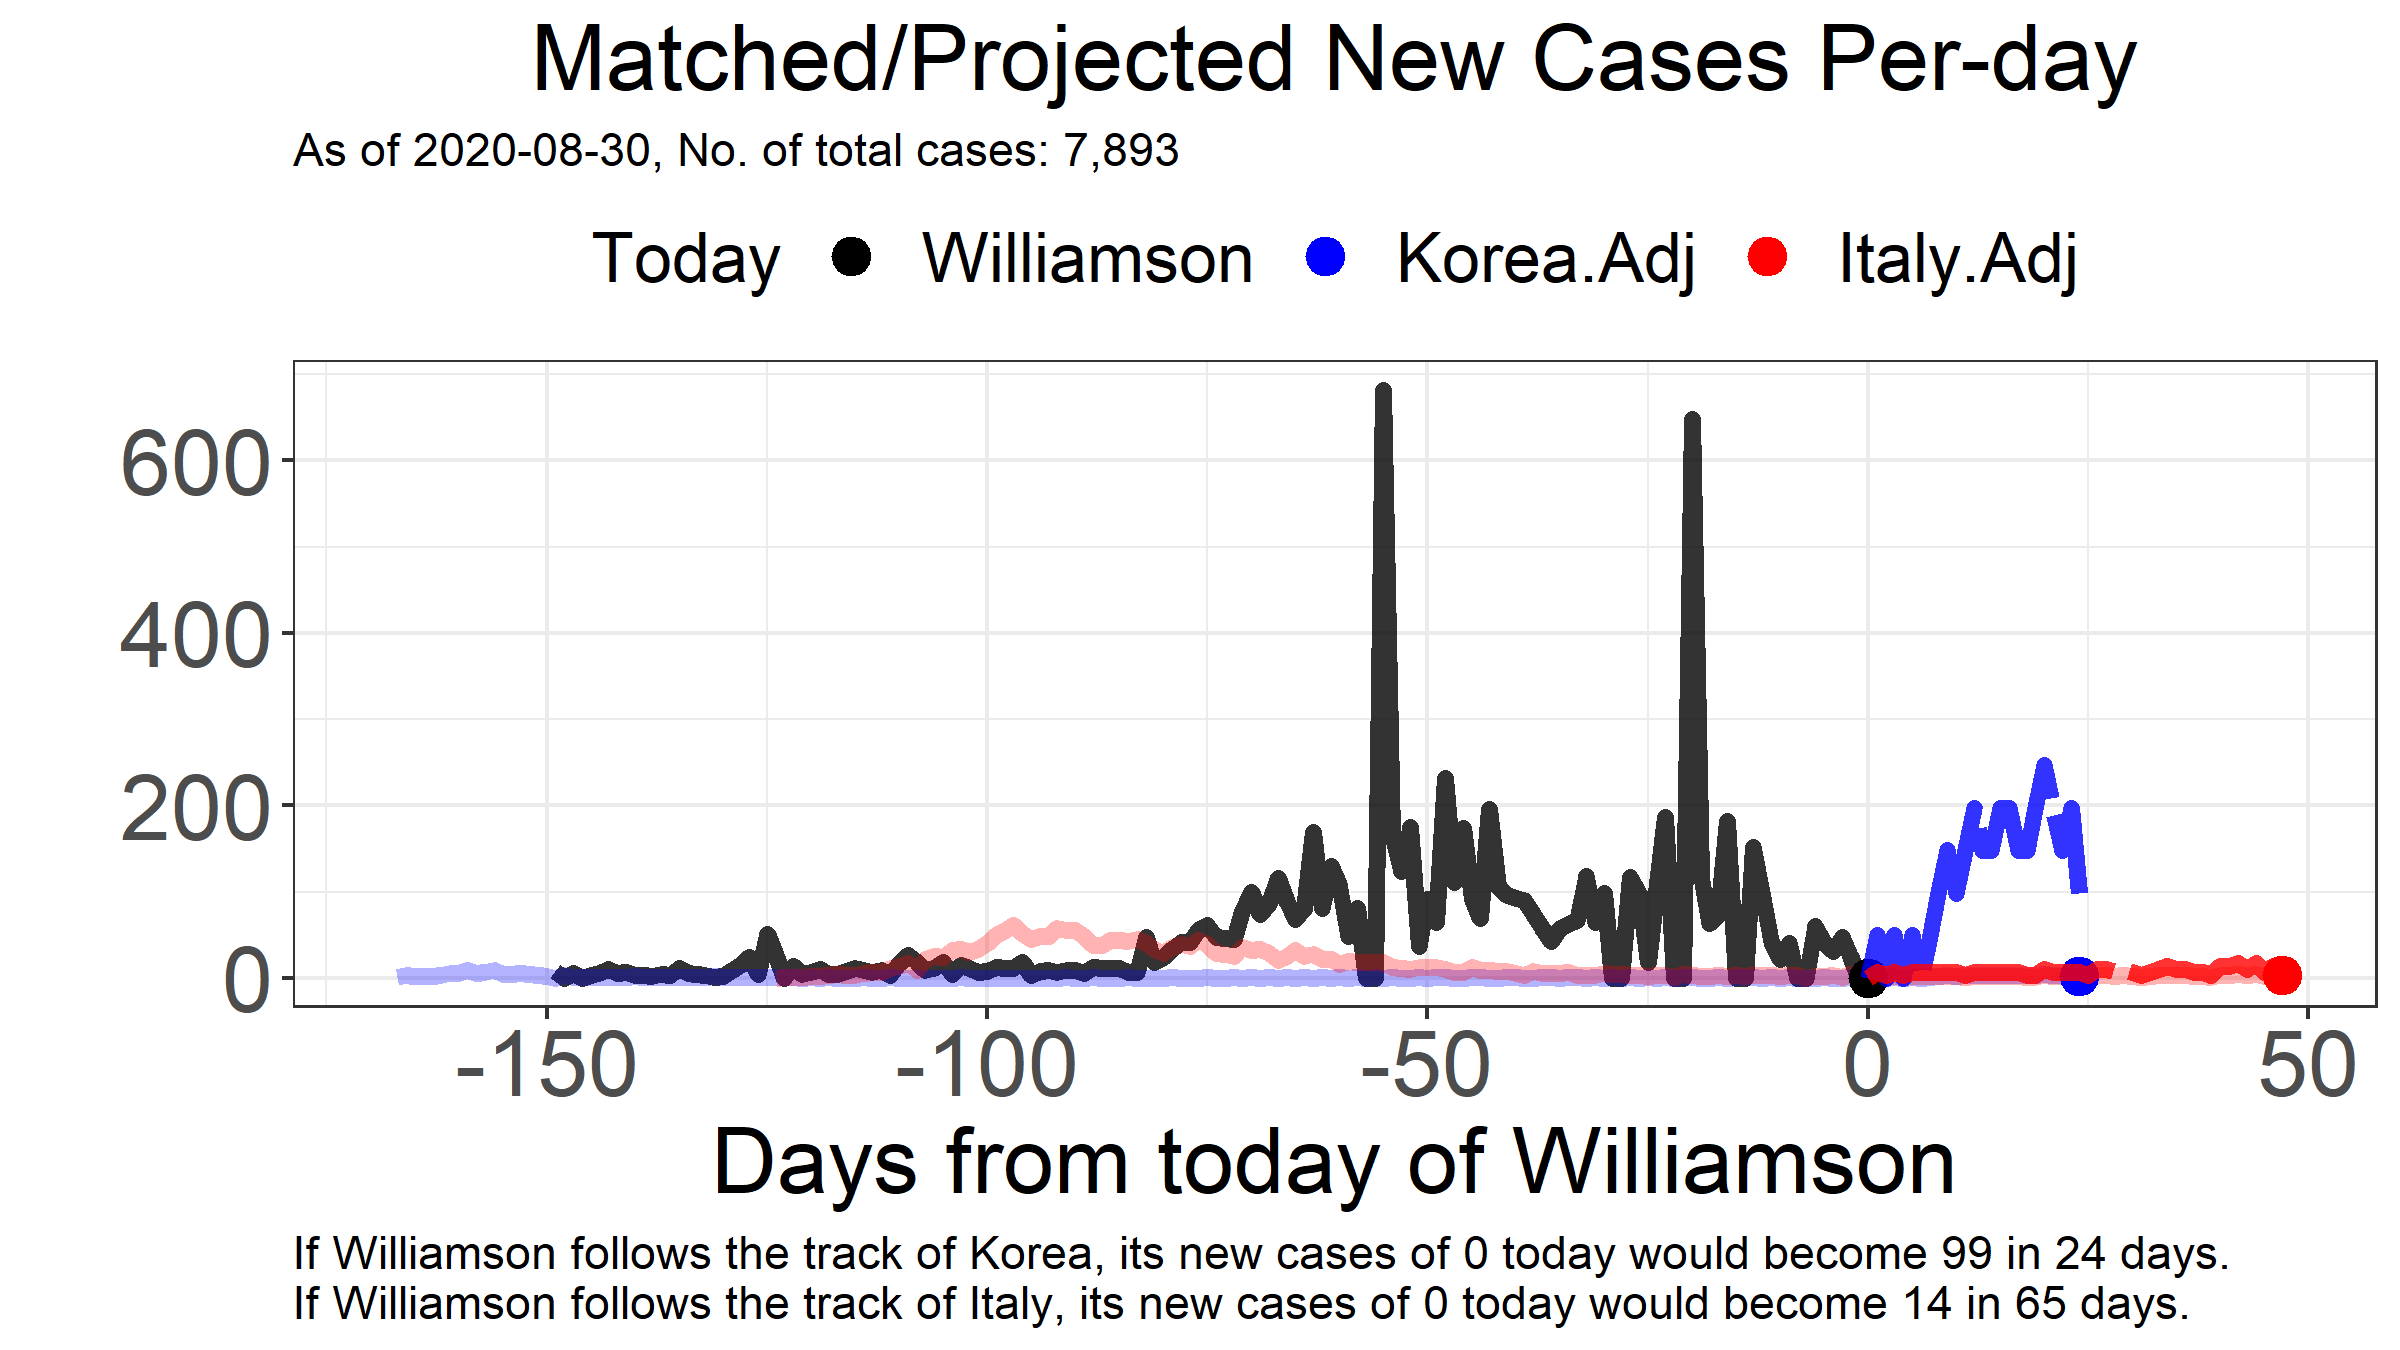 Matched/Projected New Cases Per-day
As of 2020-08-30, No. of total cases: 7,893
Today Williamson Korea.Adj Italy.Adj
600
400
200
0
-150 -100 -50 0 50
Days from today of Williamson
If Williamson follows the track of Korea, its new cases of 0 today would become 99 in 24 days.
If Williamson follows the track of Italy, its new cases of 0 today would become 14 in 65 days.